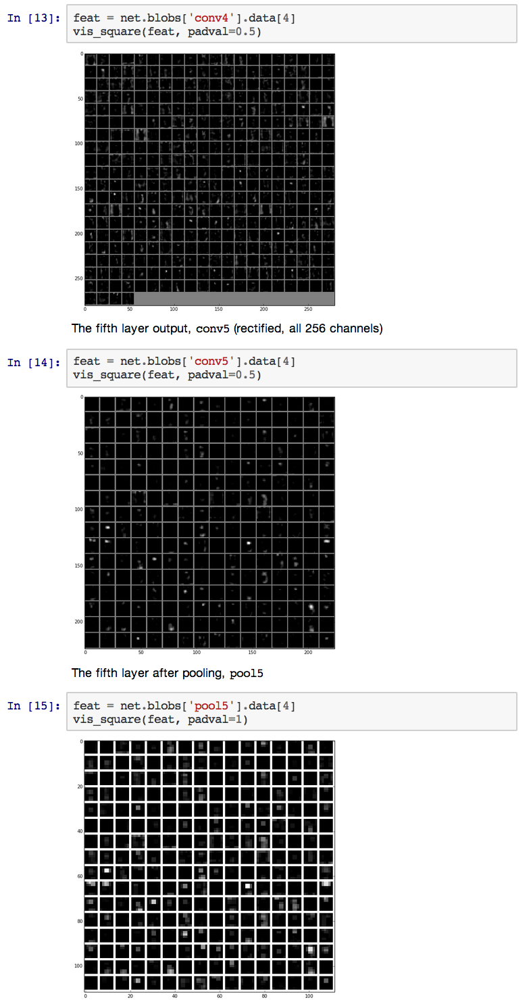 In [13]: feat = net.blobs['conv4'].data[4]
vis_square(feat, padval=0.5)
0
50
100
150
200
250
0 50 100 150 200 250
The fifth layer output, conv5 (rectified, all 256 channels)
In [14]: feat = net.blobs['conv5'].data[4]
vis_square(feat, padval=0.5)
0
50
100
150
200
0 50 100 150 200
The fifth layer after pooling, pool5
In [15]: feat = net.blobs['pool5'].data[4]
vis_square(feat, padval=1)
0
20
40
60
80
100
0 20 40 60 80 100